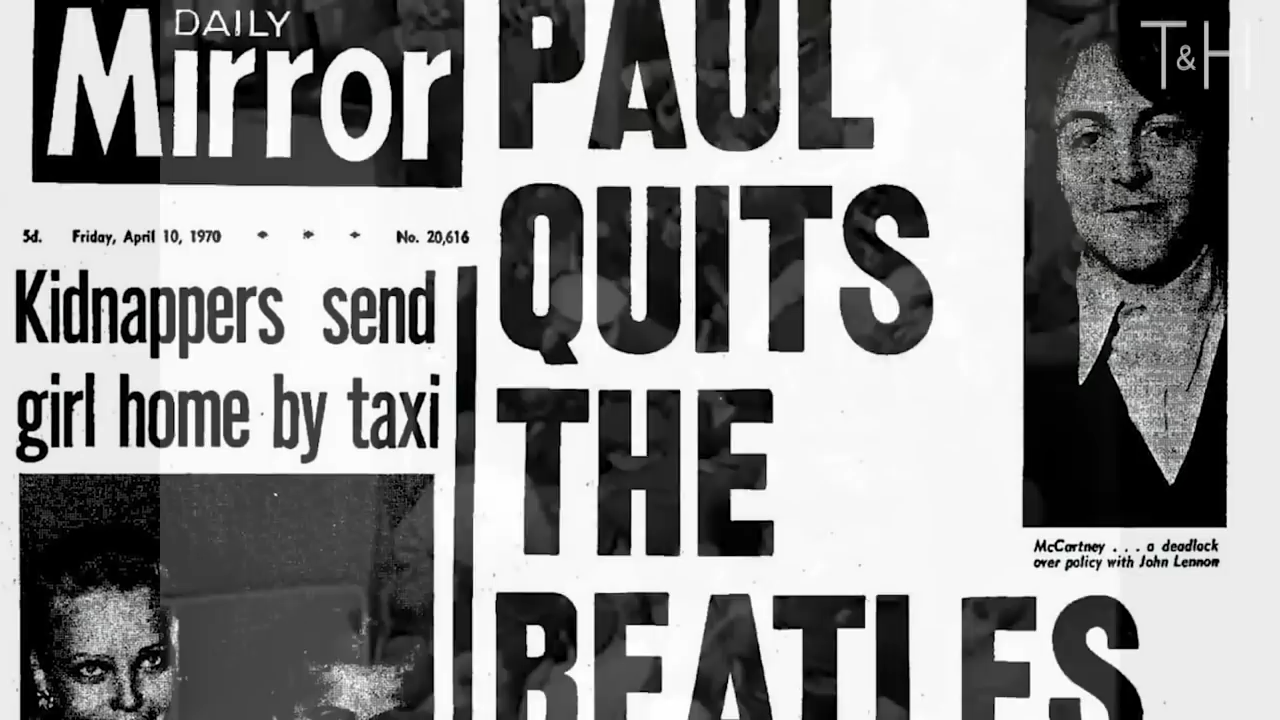 DAILY
Mirror
5d. Friday, April 10, 1970 No. 20,616
Kidnappers send
girl home by taxi
PAUL
QUITS
THE
BEATLES
McCartney . . . a deadlock
over policy with John Lennon
T&H